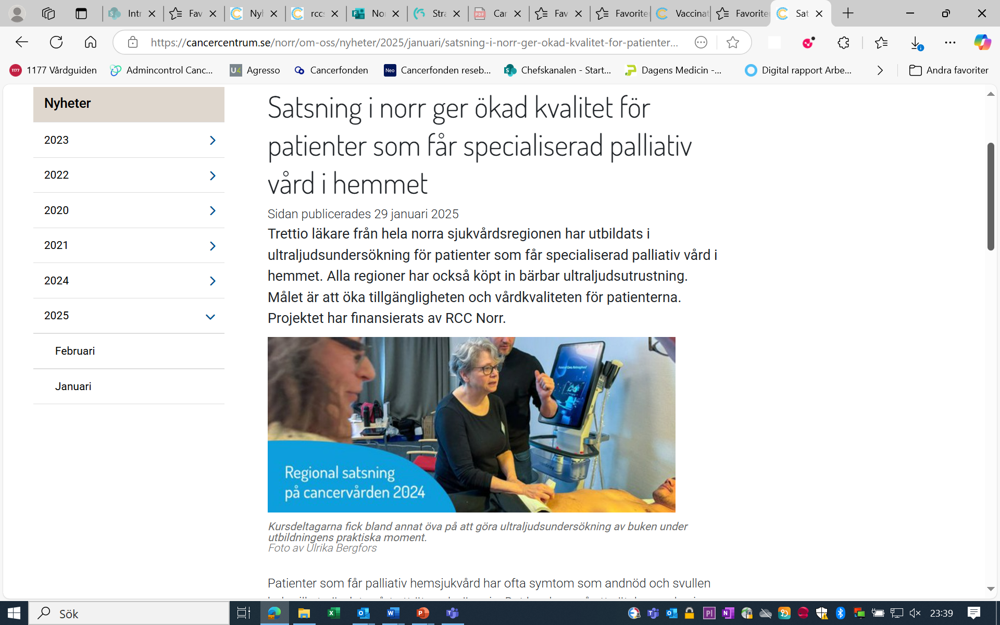 Intr
Fav
Nyh
rccs
Nor
Stra
Can
Fav
Favoriter
Vaccinat
Favoriter
Sat
https://cancercentrum.se/norr/om-oss/nyheter/2025/januari/satsning-i-norr-ger-okad-kvalitet-for-patienter...
1177 Vårdguiden
Admincontrol Canc...
Agresso
Cancerfonden
Neo
Cancerfonden reseb...
Chefskanalen - Start...
Dagens Medicin -...
Digital rapport Arbe...
Andra favoriter
Nyheter
2023
2022
2020
2021
2024
2025
Februari
Januari
Satsning i norr ger ökad kvalitet för
patienter som får specialiserad palliativ
vård i hemmet
Sidan publicerades 29 januari 2025
Trettio läkare från hela norra sjukvårdsregionen har utbildats i
ultraljudsundersökning för patienter som får specialiserad palliativ vård i
hemmet. Alla regioner har också köpt in bärbar ultraljudsutrustning.
Målet är att öka tillgängligheten och vårdkvaliteten för patienterna.
Projektet har finansierats av RCC Norr.
Regional satsning
på cancervården 2024
Kursdeltagarna fick bland annat öva på att göra ultraljudsundersökning av buken under
utbildningens praktiska moment.
Foto av Ulrika Bergfors
Patienter som får palliativ hemsjukvård har ofta symtom som andnöd och svullen
Sök
23:39